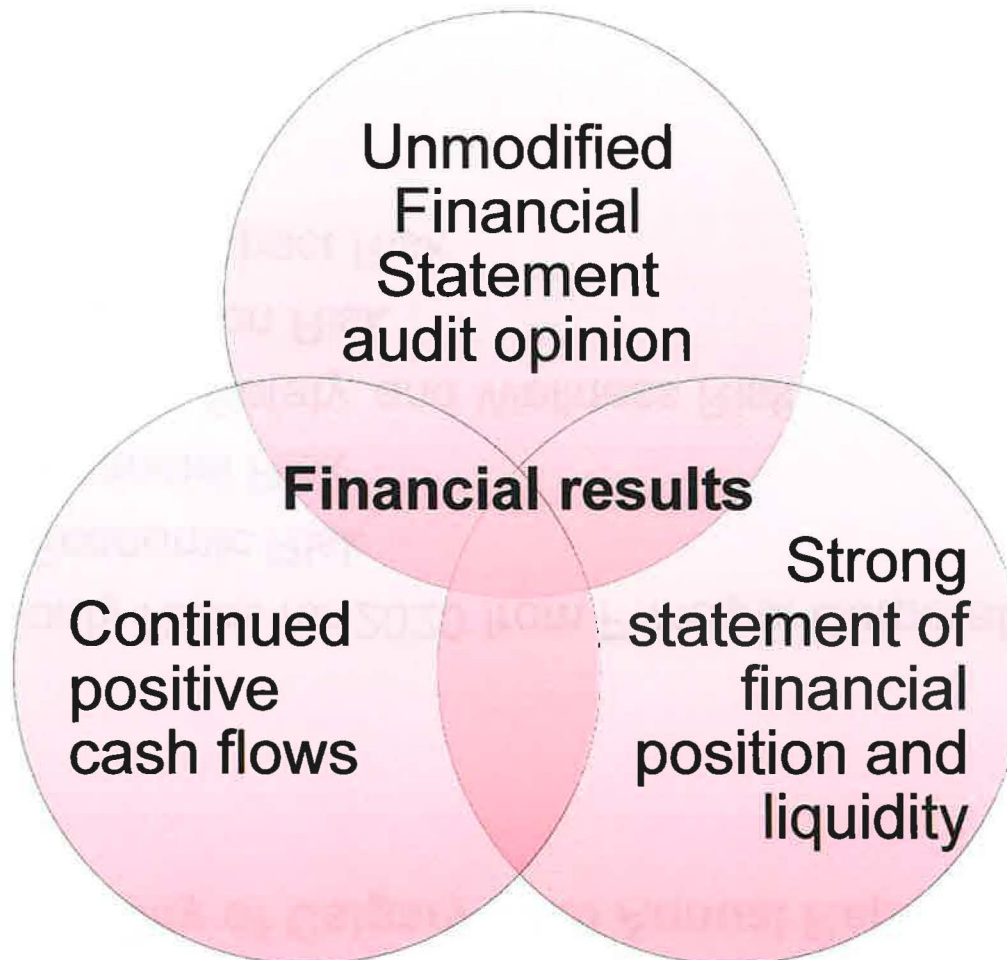 Unmodified
Financial
Statement
audit opinion
Financial results
Continued
positive
cash flows
Strong
statement of
financial
position and
liquidity